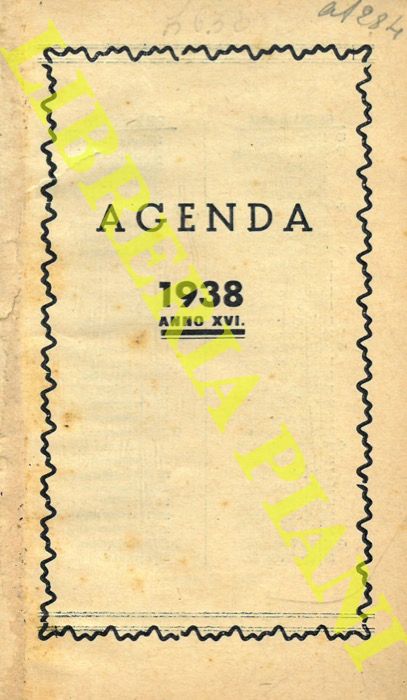 a1284
AGENDA
1938
ANNO XVI.
LIBRERIA PIANI